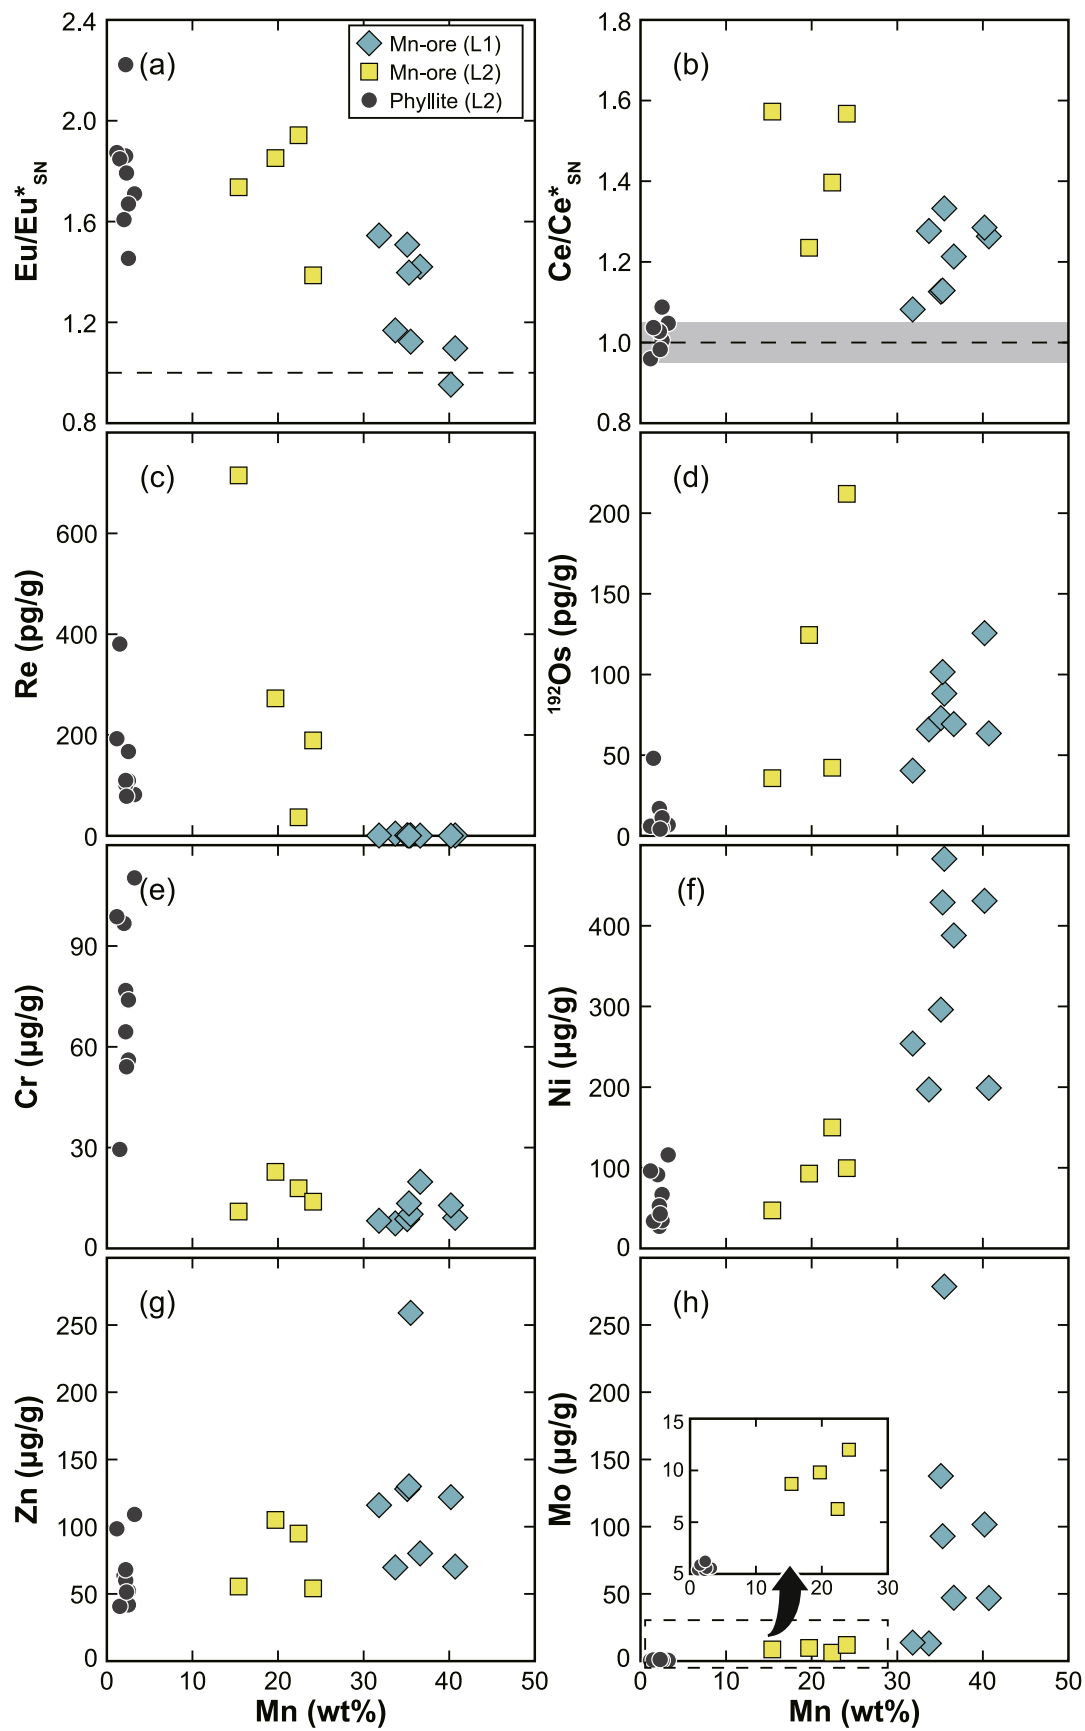 2.4
2.0
1.6
1.2
0.8
Eu/Eu*SN
(a)
Mn-ore (L1)
Mn-ore (L2)
Phyllite (L2)
1.8
1.6
1.4
1.2
1.0
0.8
Ce/Ce*SN
(b)
600
400
200
0
Re (pg/g)
(c)
200
150
100
50
0
¹⁹²Os (pg/g)
(d)
90
60
30
0
Cr (µg/g)
(e)
400
300
200
100
0
Ni (µg/g)
(f)
250
200
150
100
50
0
Zn (µg/g)
(g)
0 10 20 30 40 50
Mn (wt%)
250
200
150
100
50
0
Mo (µg/g)
(h)
15
10
5
5
0 10 20 30
0 10 20 30 40 50
Mn (wt%)